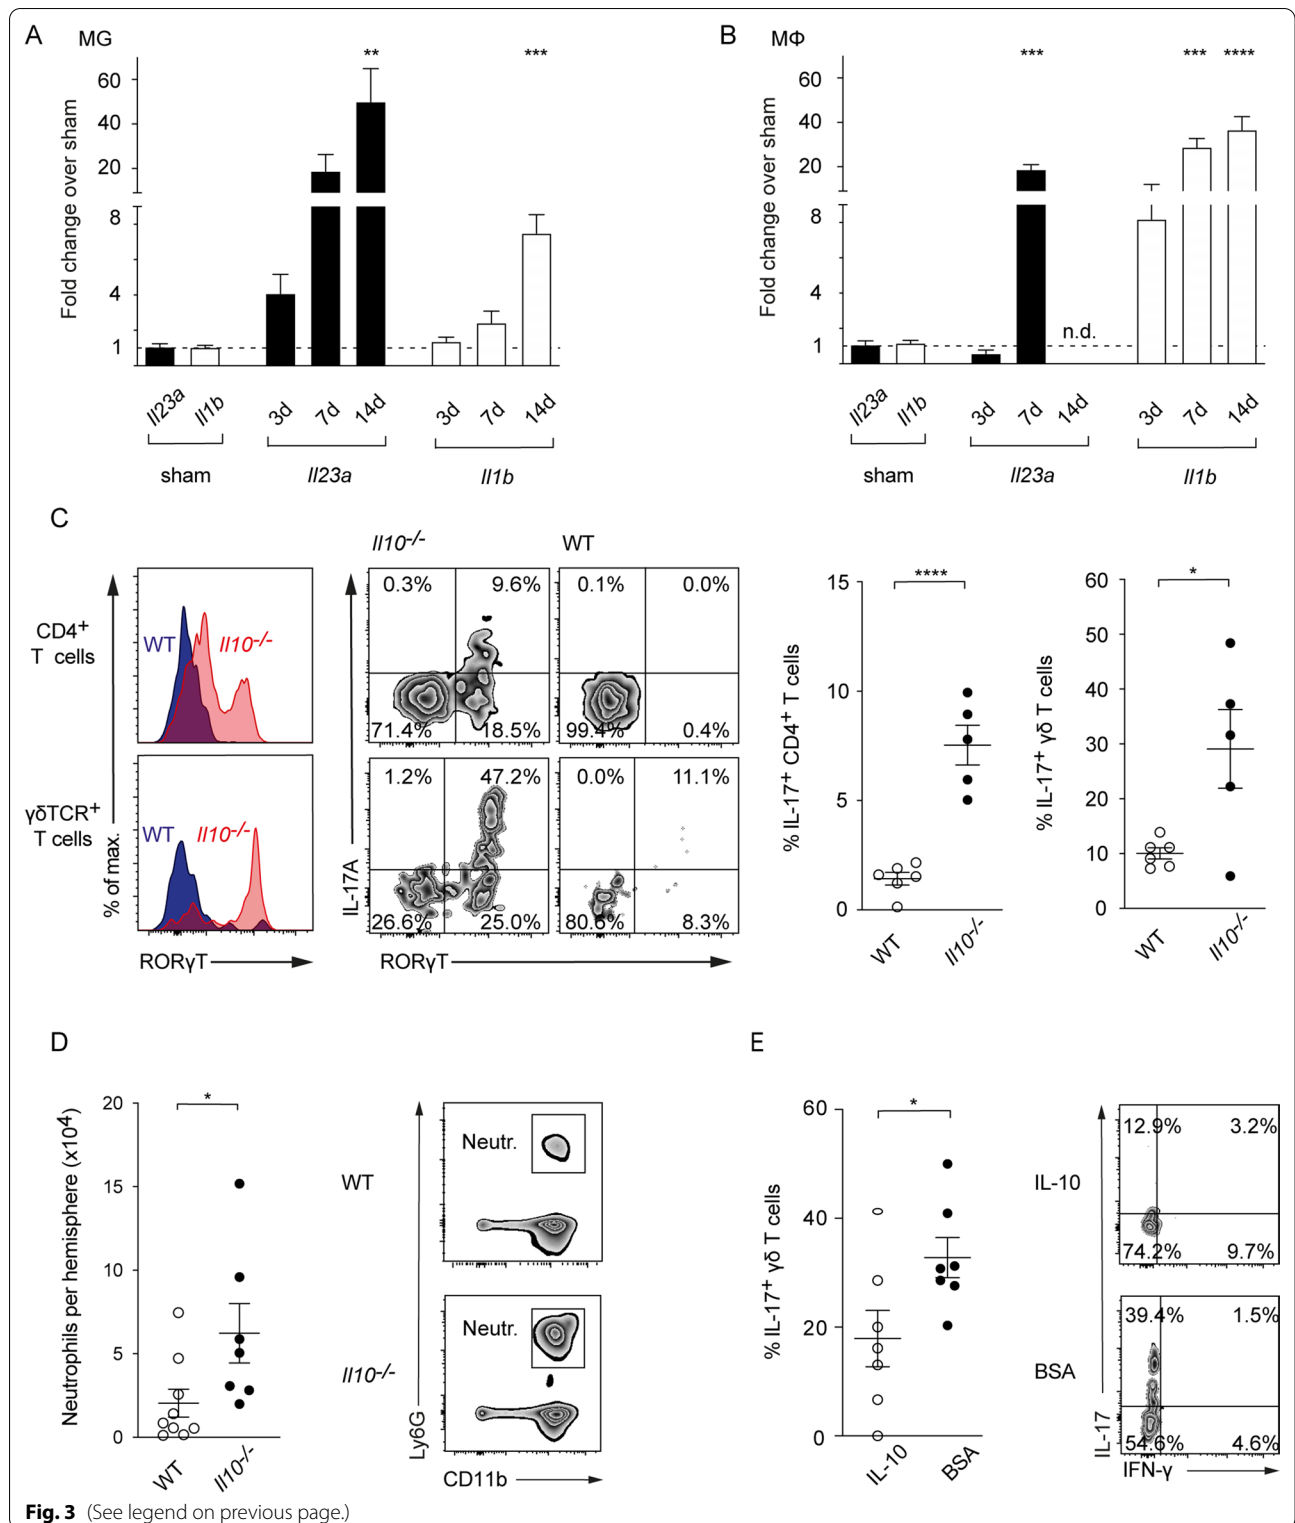 A MG
Fold change over sham
60
40
20
8
4
1
** ***
Il23a Il1b 3d 7d 14d 3d 7d 14d
sham Il23a Il1b
B MΦ
Fold change over sham
60
40
20
8
4
1
*** *** ****
n.d.
Il23a Il1b 3d 7d 14d 3d 7d 14d
sham Il23a Il1b
C
CD4+
T cells
WT Il10-/-
γδTCR+
T cells
WT Il10-/-
% of max.
RORγT
Il10-/- WT
0.3% 9.6% 0.1% 0.0%
71.4% 18.5% 99.4% 0.4%
1.2% 47.2% 0.0% 11.1%
26.6% 25.0% 80.6% 8.3%
IL-17A
RORγT
% IL-17+ CD4+ T cells
15
10
5
0
****
WT Il10-/-
% IL-17+ γδ T cells
60
50
40
30
20
10
0
*
WT Il10-/-
D
Neutrophils per hemisphere (x104)
20
15
10
5
0
*
WT Il10-/-
WT
Neutr.
Il10-/-
Neutr.
Ly6G
CD11b
E
% IL-17+ γδ T cells
60
40
20
0
*
IL-10 BSA
IL-10
12.9% 3.2%
74.2% 9.7%
BSA
39.4% 1.5%
54.6% 4.6%
IL-17
IFN-γ
Fig. 3 (See legend on previous page.)